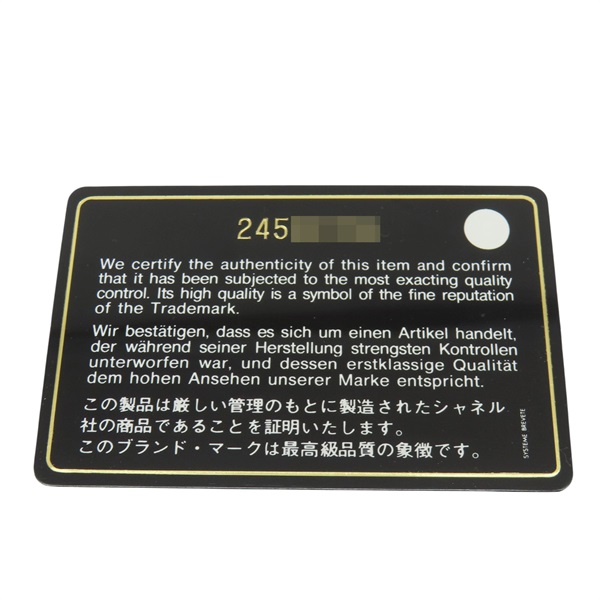 245
We certify the authenticity of this item and confirm
that it has been subjected to the most exacting quality
control. Its high quality is a symbol of the fine reputation
of the Trademark.
Wir bestätigen, dass es sich um einen Artikel handelt,
der während seiner Herstellung strengsten Kontrollen
unterworfen war, und dessen erstklassige Qualität
dem hohen Ansehen unserer Marke entspricht.
この製品は厳しい管理のもとに製造されたシャネル
社の商品であることを証明いたします。
このブランド・マークは最高級品質の象徴です。
SYSTEME BREVETE